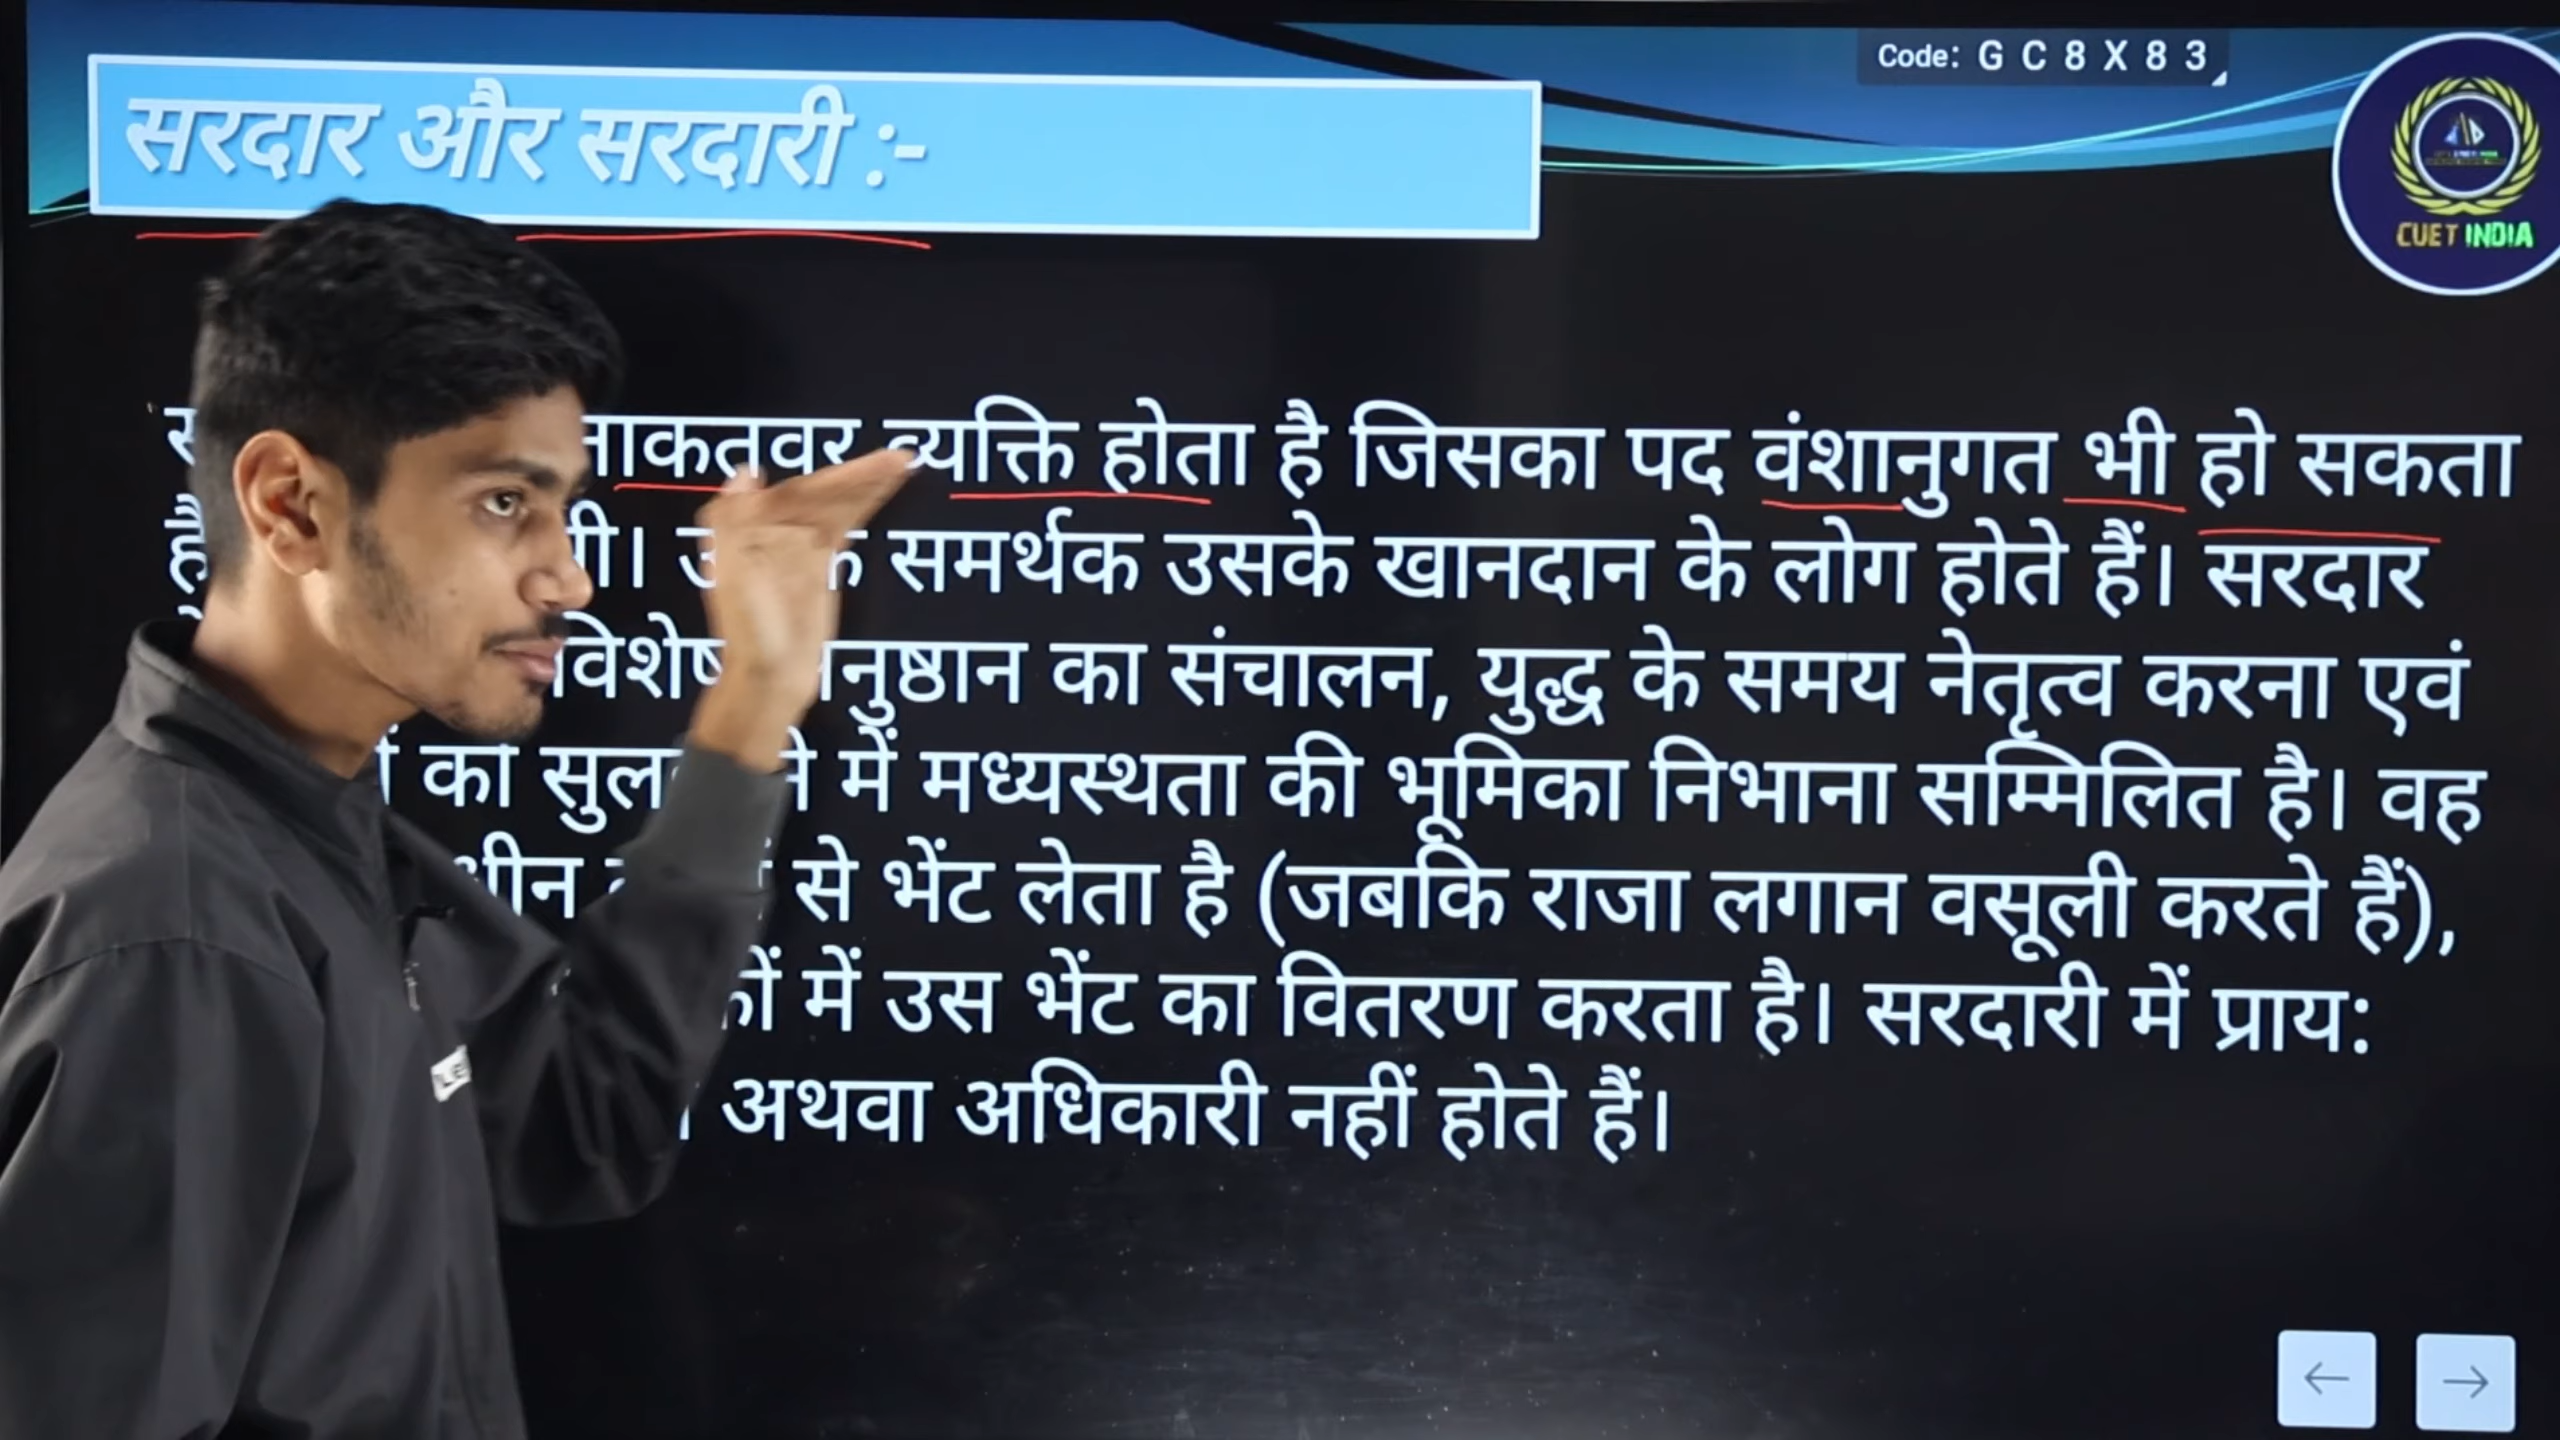 Code: G C 8 X 8 3
सरदार और सरदारी :-
CUET INDIA
व्यक्ति होता है जिसका पद वंशानुगत भी हो सकता
समर्थक उसके खानदान के लोग होते हैं। सरदार
का संचालन, युद्ध के समय नेतृत्व करना एवं
का में मध्यस्थता की भूमिका निभाना सम्मिलित है। वह
से भेंट लेता है (जबकि राजा लगान वसूली करते हैं),
में उस भेंट का वितरण करता है। सरदारी में प्राय:
अथवा अधिकारी नहीं होते हैं।